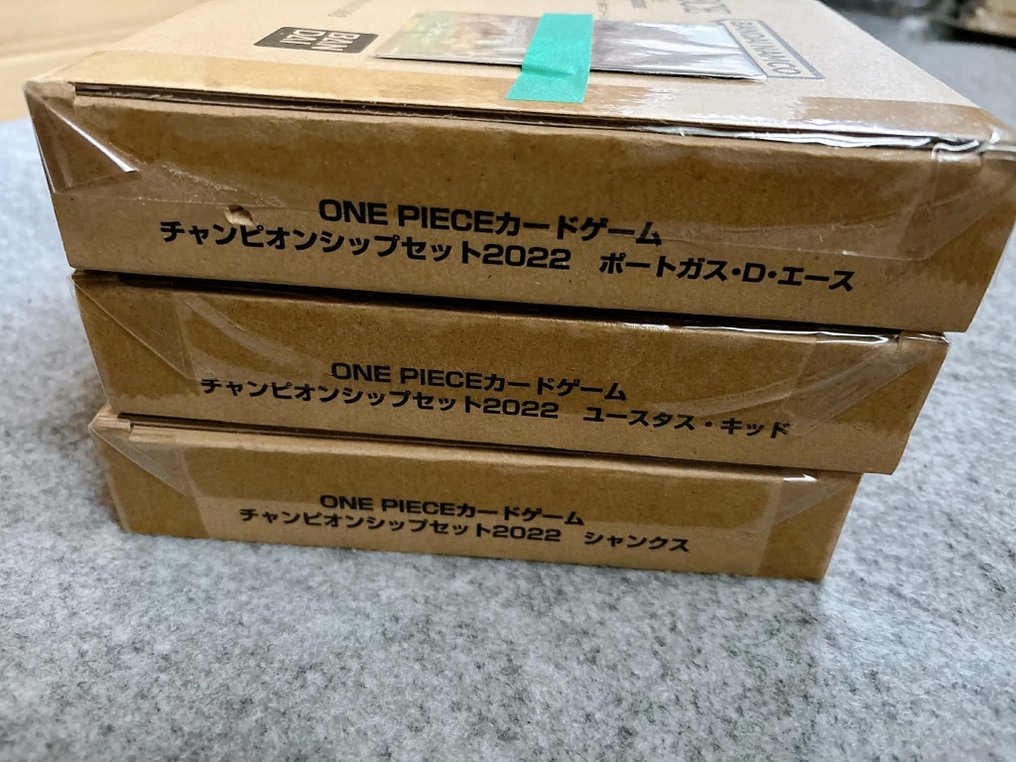 BAN
DAI
BANDAI NAMCO
ONE PIECEカードゲーム
チャンピオンシップセット2022　ポートガス・D・エース
ONE PIECEカードゲーム
チャンピオンシップセット2022　ユースタス・キッド
ONE PIECEカードゲーム
チャンピオンシップセット2022　シャンクス